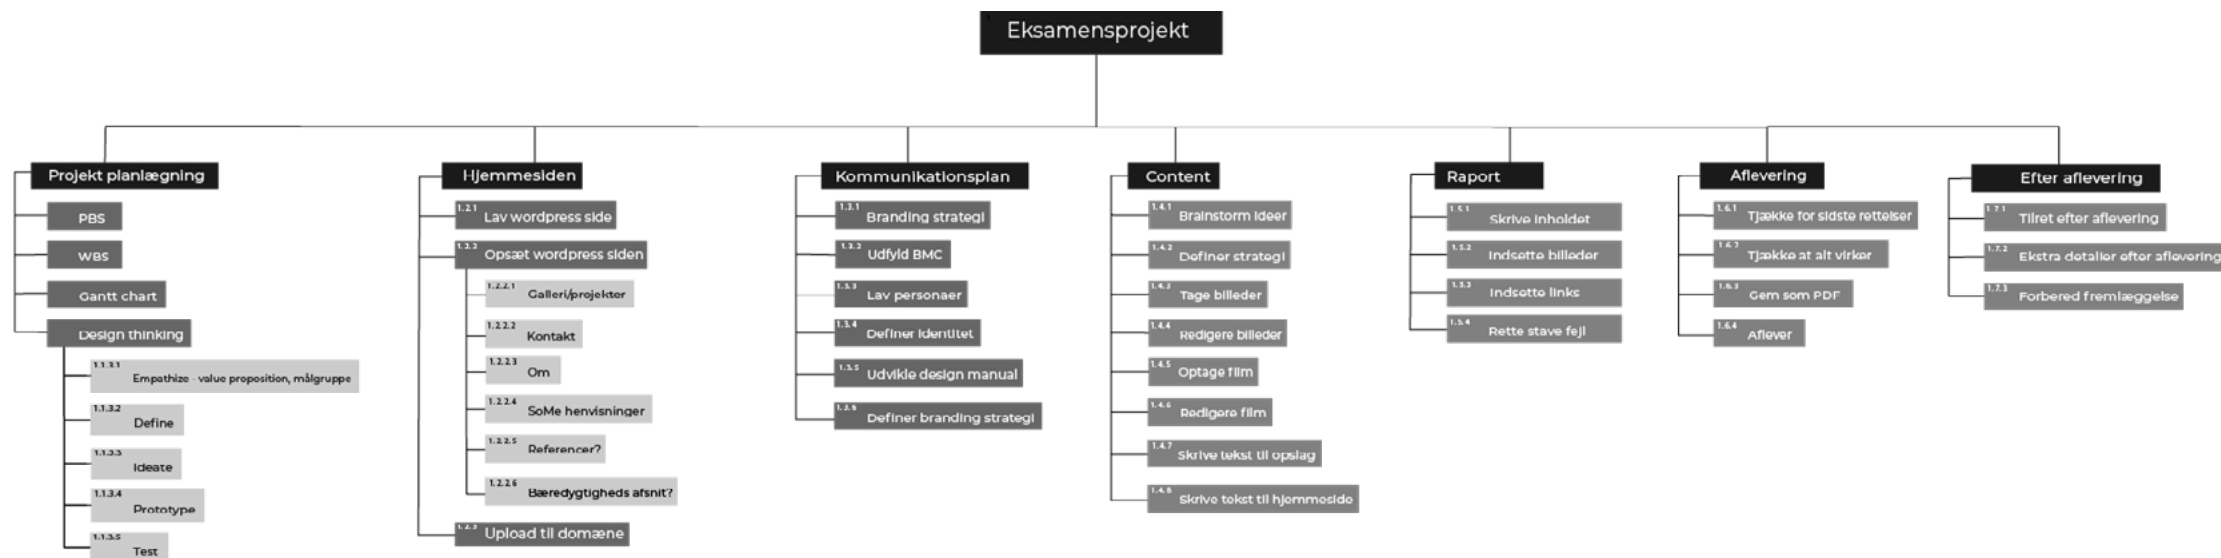 Eksamensprojekt
Projekt planlægning
PBS
WBS
Gantt chart
Design thinking
1.1.3.1
Empathize - value proposition, målgruppe
1.1.3.2
Define
1.1.3.3
Ideate
1.1.3.4
Prototype
1.1.3.5
Test
Hjemmesiden
1.2.1
Lav wordpress side
1.2.2
Opsæt wordpress siden
1.2.2.1
Galleri/projekter
1.2.2.2
Kontakt
1.2.2.3
Om
1.2.2.4
SoMe henvisninger
1.2.2.5
Referencer?
1.2.2.6
Bæredygtigheds afsnit?
1.2.3
Upload til domæne
Kommunikationsplan
1.3.1
Branding strategi
1.3.2
Udfyld BMC
1.3.3
Lav personaer
1.3.4
Definer identitet
1.3.5
Udvikle design manual
1.3.6
Definer branding strategi
Content
1.4.1
Brainstorm ideer
1.4.2
Definer strategi
1.4.3
Tage billeder
1.4.4
Redigere billeder
1.4.5
Optage film
1.4.6
Redigere film
1.4.7
Skrive tekst til opslag
1.4.8
Skrive tekst til hjemmeside
Raport
1.5.1
Skrive inholdet
1.5.2
Indsette billeder
1.5.3
Indsette links
1.5.4
Rette stave fejl
Aflevering
1.6.1
Tjække for sidste rettelser
1.6.2
Tjække at alt virker
1.6.3
Gem som PDF
1.6.4
Aflever
Efter aflevering
1.7.1
Tilret efter aflevering
1.7.2
Ekstra detaljer efter aflevering
1.7.3
Forbered fremlæggelse